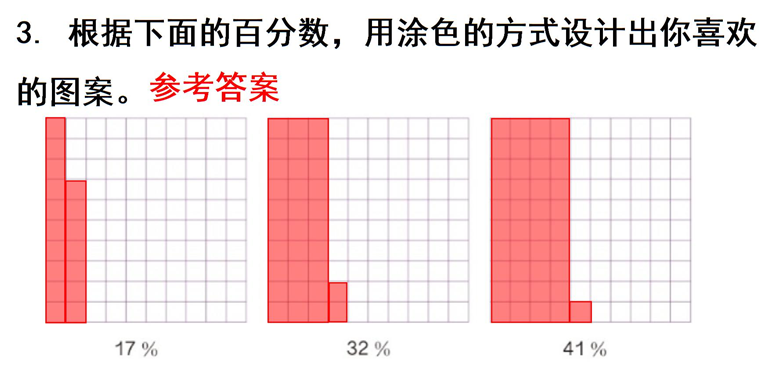 3. 根据下面的百分数，用涂色的方式设计出你喜欢
的图案。参考答案
17 % 32 % 41 %